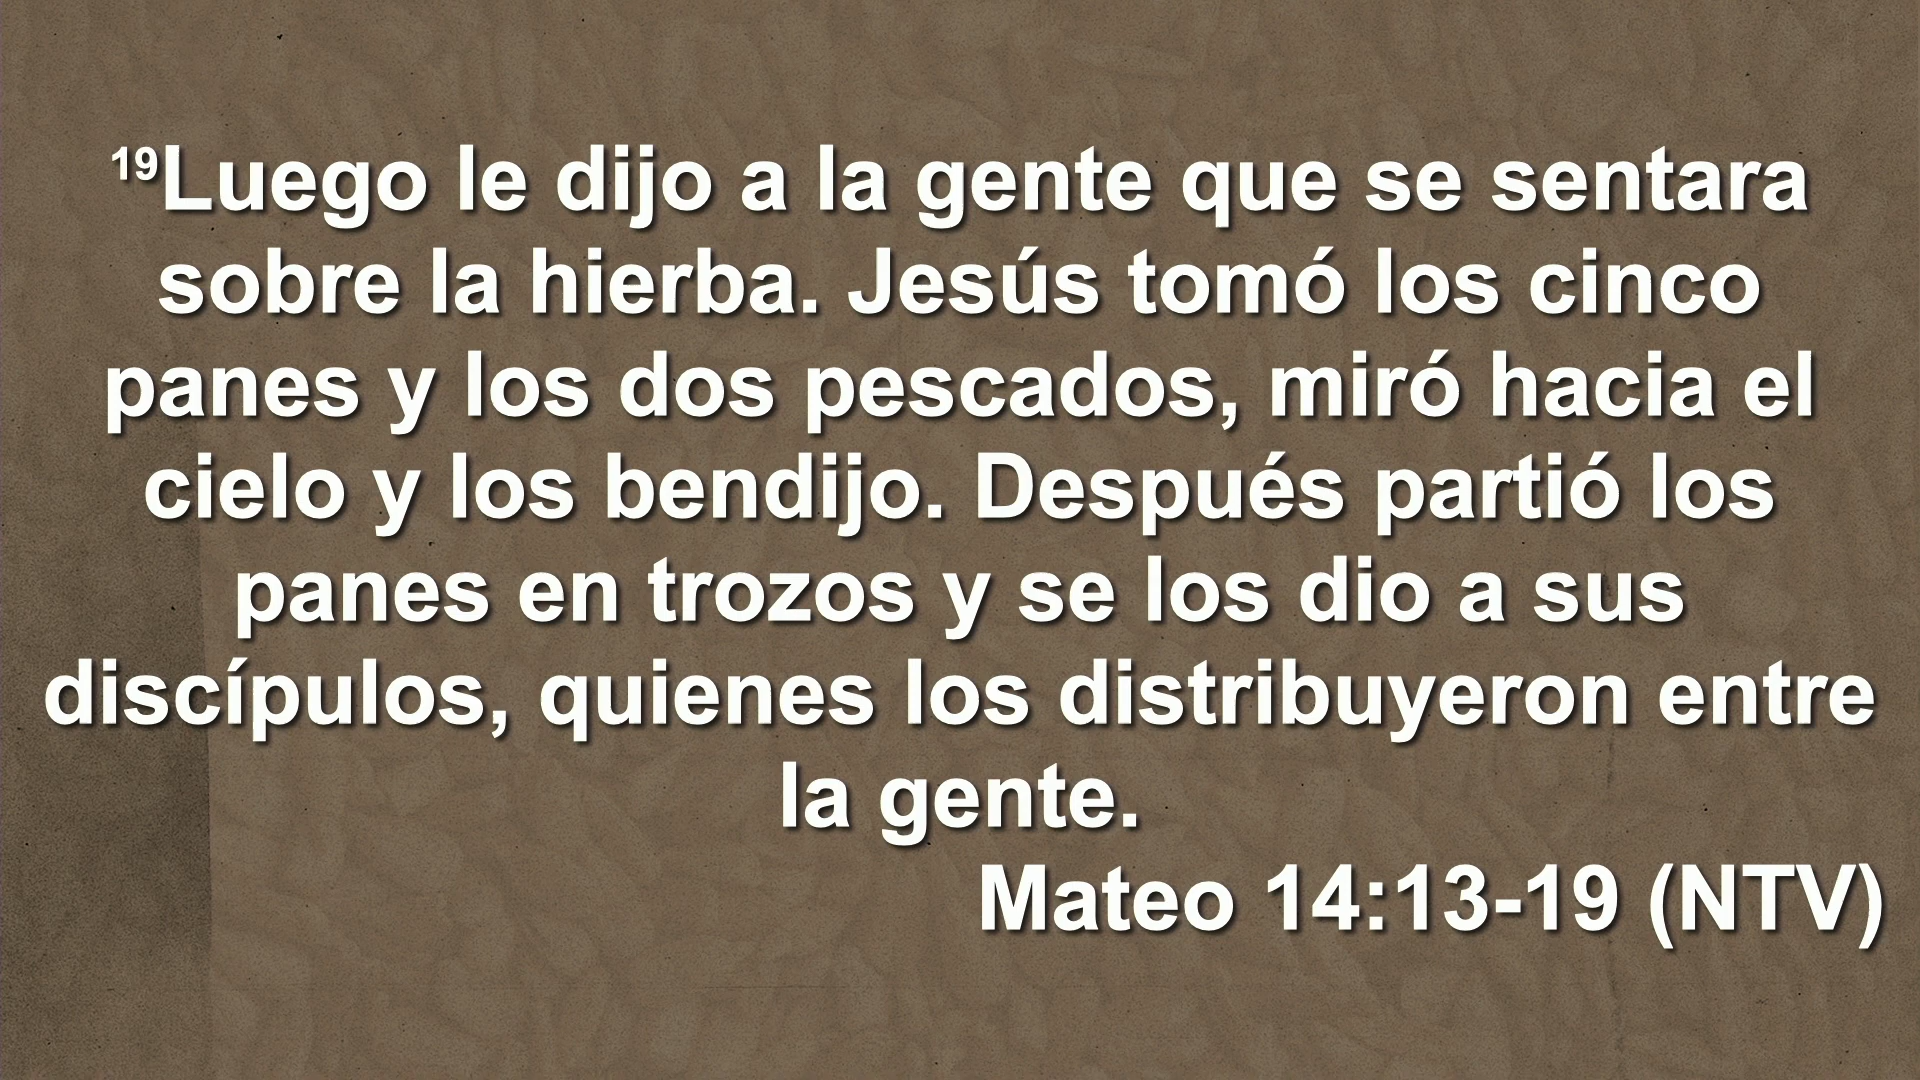 19Luego le dijo a la gente que se sentara
sobre la hierba. Jesús tomó los cinco
panes y los dos pescados, miró hacia el
cielo y los bendijo. Después partió los
panes en trozos y se los dio a sus
discípulos, quienes los distribuyeron entre
la gente.
Mateo 14:13-19 (NTV)